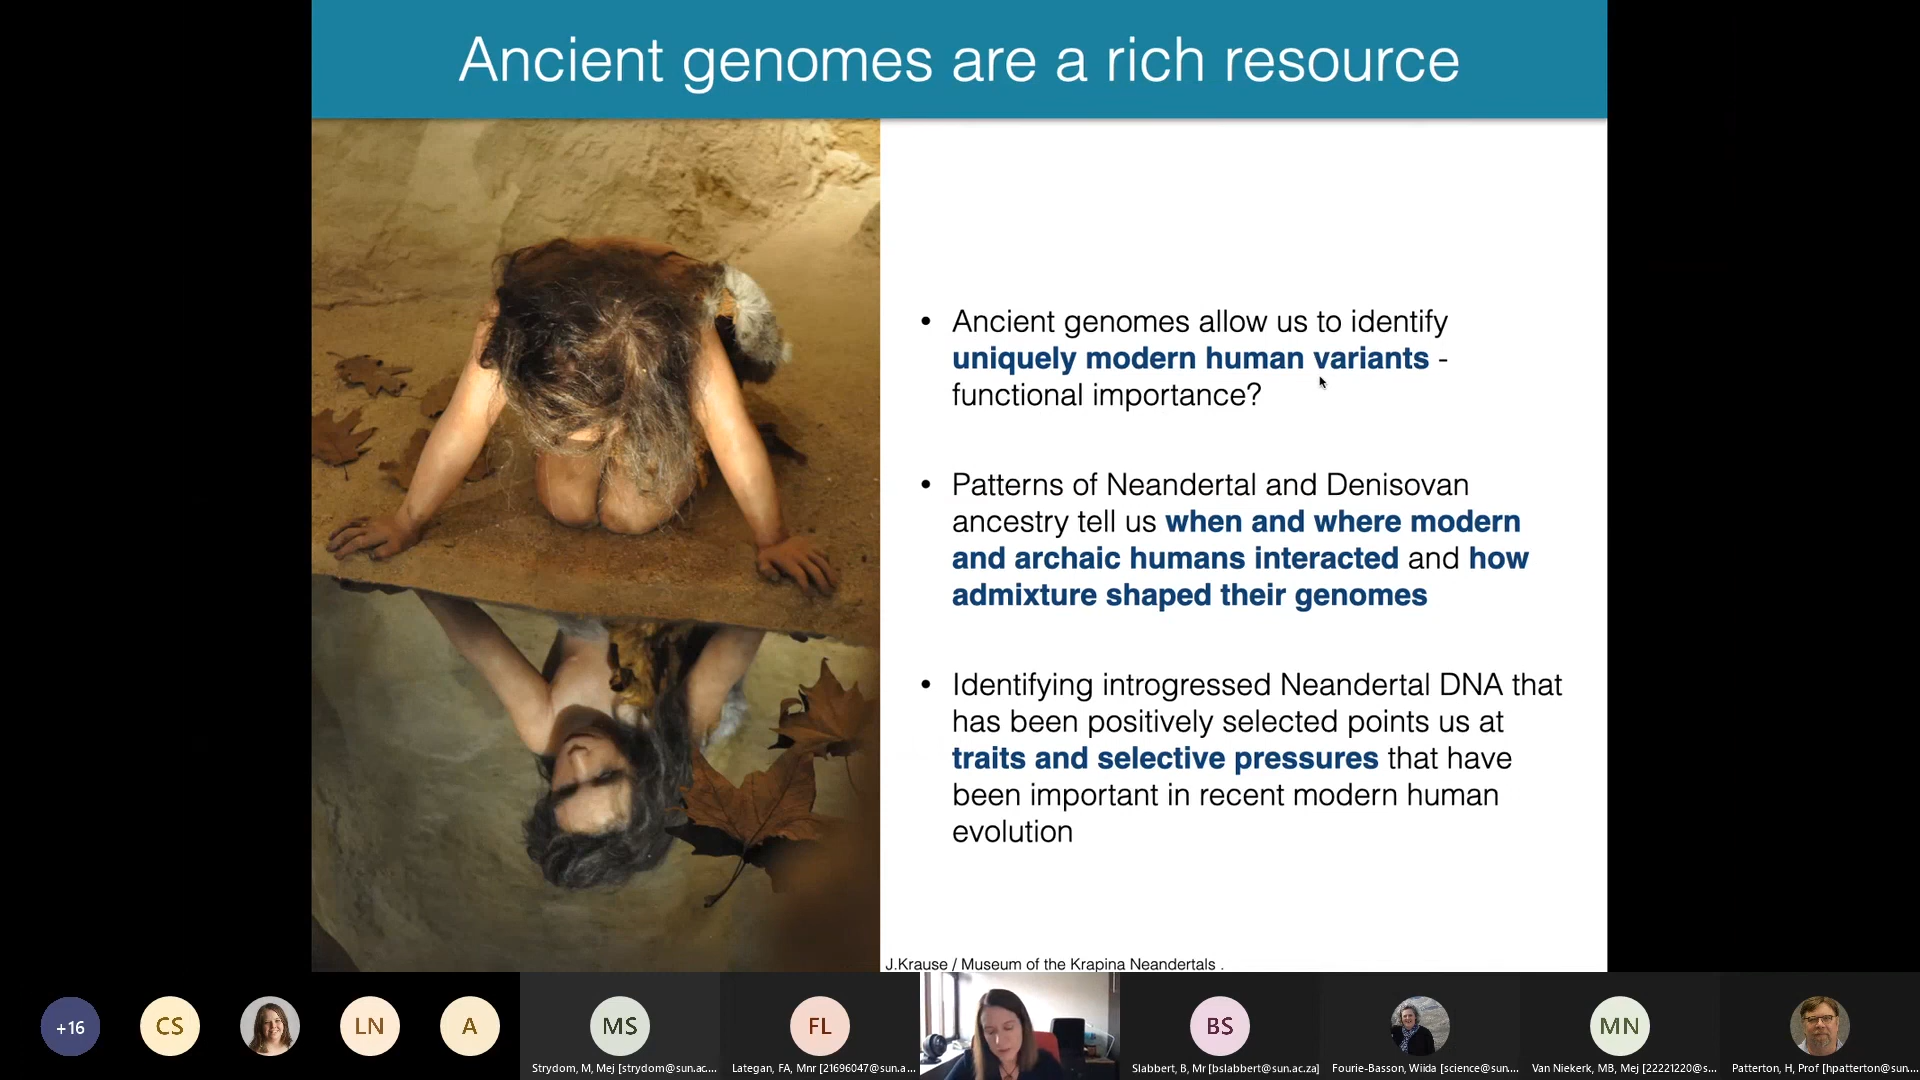 Ancient genomes are a rich resource
• Ancient genomes allow us to identify
uniquely modern human variants -
functional importance?
• Patterns of Neandertal and Denisovan
ancestry tell us when and where modern
and archaic humans interacted and how
admixture shaped their genomes
• Identifying introgressed Neandertal DNA that
has been positively selected points us at
traits and selective pressures that have
been important in recent modern human
evolution
J.Krause / Museum of the Krapina Neandertals .
+16
CS
LN
A
MS
FL
BS
MN
Strydom, M, Mej [strydom@sun.ac....
Lategan, FA, Mnr [21696047@sun.a...
Slabbert, B, Mr [bslabbert@sun.ac.za]
Fourie-Basson, Wiida [science@sun....
Van Niekerk, MB, Mej [22221220@s...
Patterton, H, Prof [hpatterton@sun....